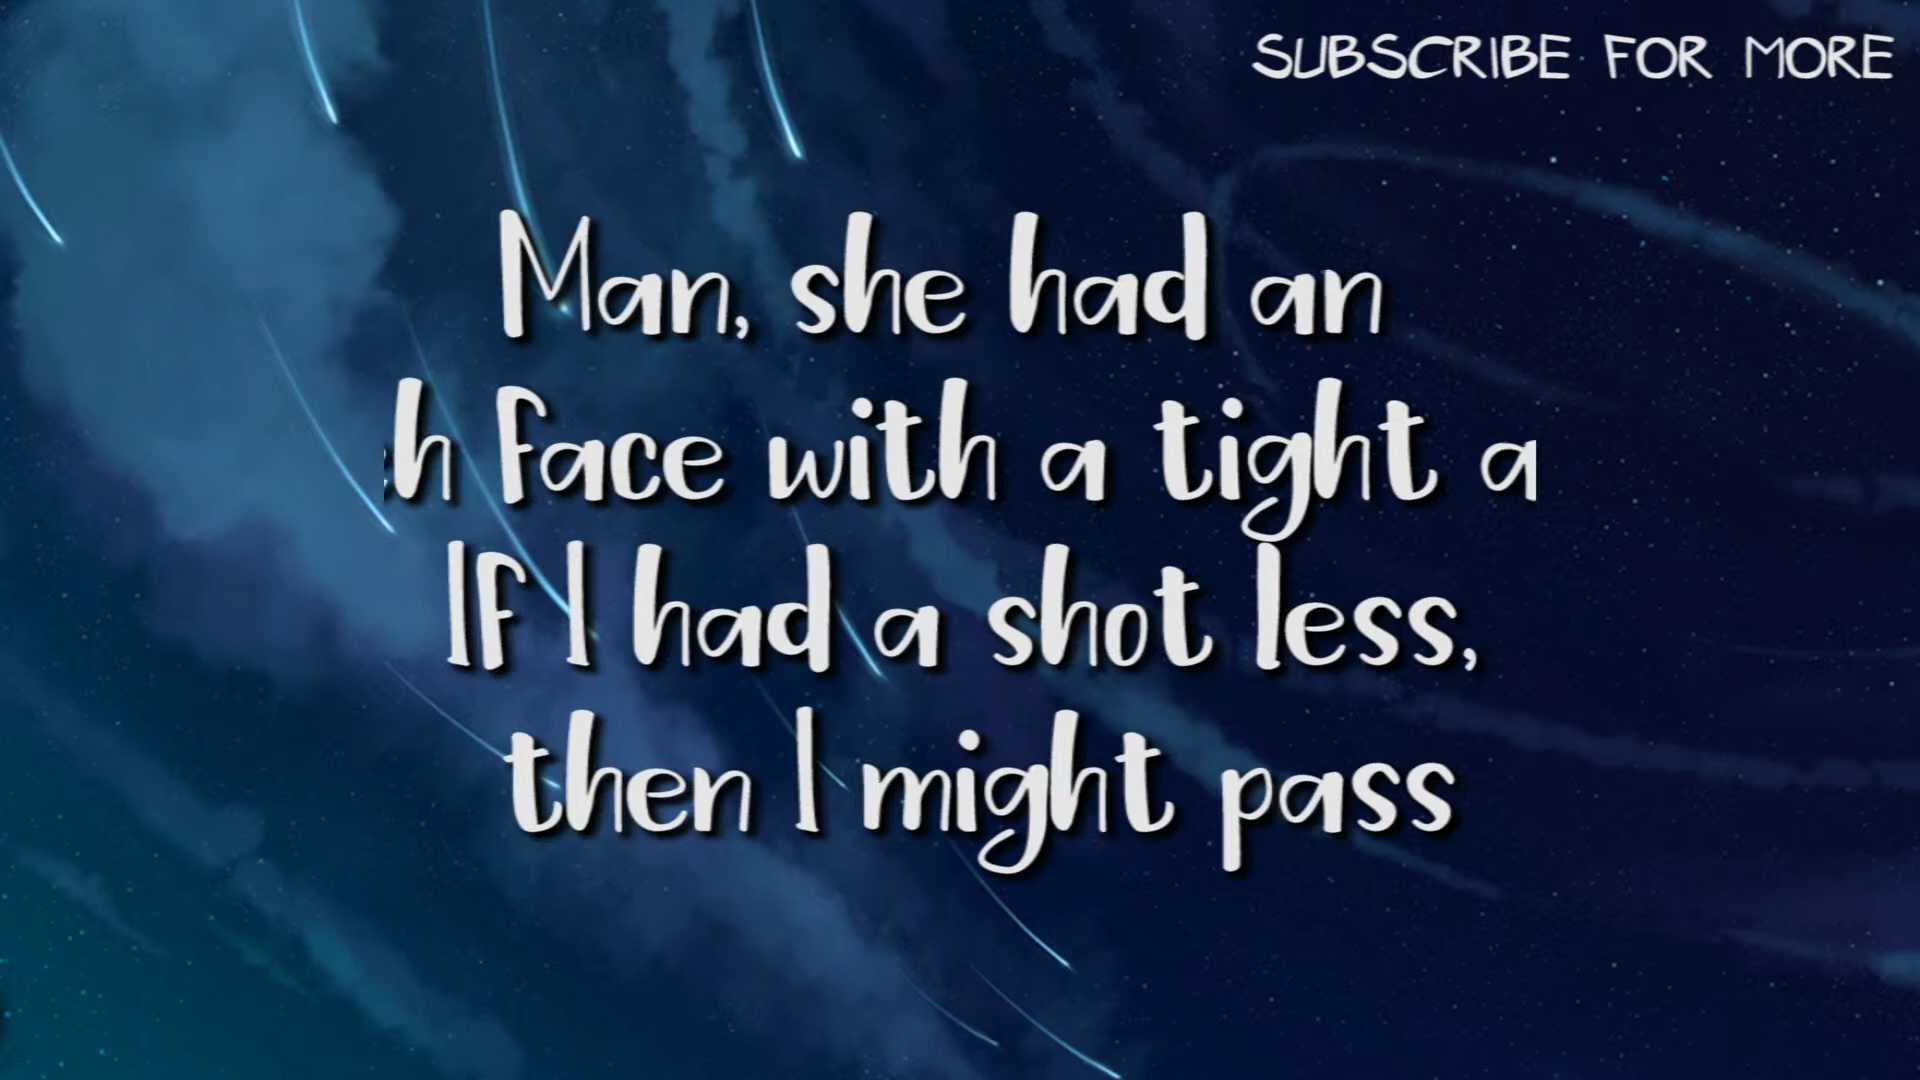 SUBSCRIBE FOR MORE
Man, she had an
h face with a tight a
If I had a shot less,
then I might pass